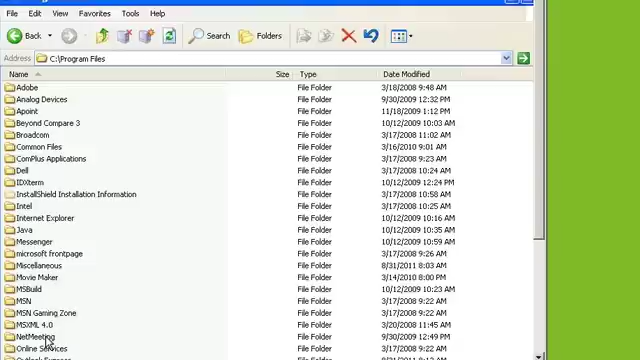 File Edit View Favorites Tools Help
Back Search Folders
Address C:\Program Files
Name Size Type Date Modified
Adobe File Folder 3/18/2008 9:48 AM
Analog Devices File Folder 9/30/2009 12:32 PM
Apoint File Folder 11/18/2009 1:12 PM
Beyond Compare 3 File Folder 10/12/2009 10:03 AM
Broadcom File Folder 3/17/2008 11:02 AM
Common Files File Folder 3/16/2010 9:01 AM
ComPlus Applications File Folder 3/17/2008 9:23 AM
Dell File Folder 3/17/2008 10:24 AM
IDXterm File Folder 10/12/2009 12:24 PM
InstallShield Installation Information File Folder 3/17/2008 10:58 AM
Intel File Folder 3/17/2008 10:25 AM
Internet Explorer File Folder 10/12/2009 10:16 AM
Java File Folder 10/12/2009 10:35 AM
Messenger File Folder 10/12/2009 10:59 AM
microsoft frontpage File Folder 3/17/2008 9:26 AM
Miscellaneous File Folder 8/31/2011 8:03 AM
Movie Maker File Folder 3/14/2010 8:00 PM
MSBuild File Folder 10/12/2009 10:23 AM
MSN File Folder 3/17/2008 9:22 AM
MSN Gaming Zone File Folder 3/17/2008 9:22 AM
MSXML 4.0 File Folder 3/20/2008 11:45 AM
NetMeeting File Folder 9/30/2009 12:49 PM
Online Services File Folder 3/17/2008 9:22 AM